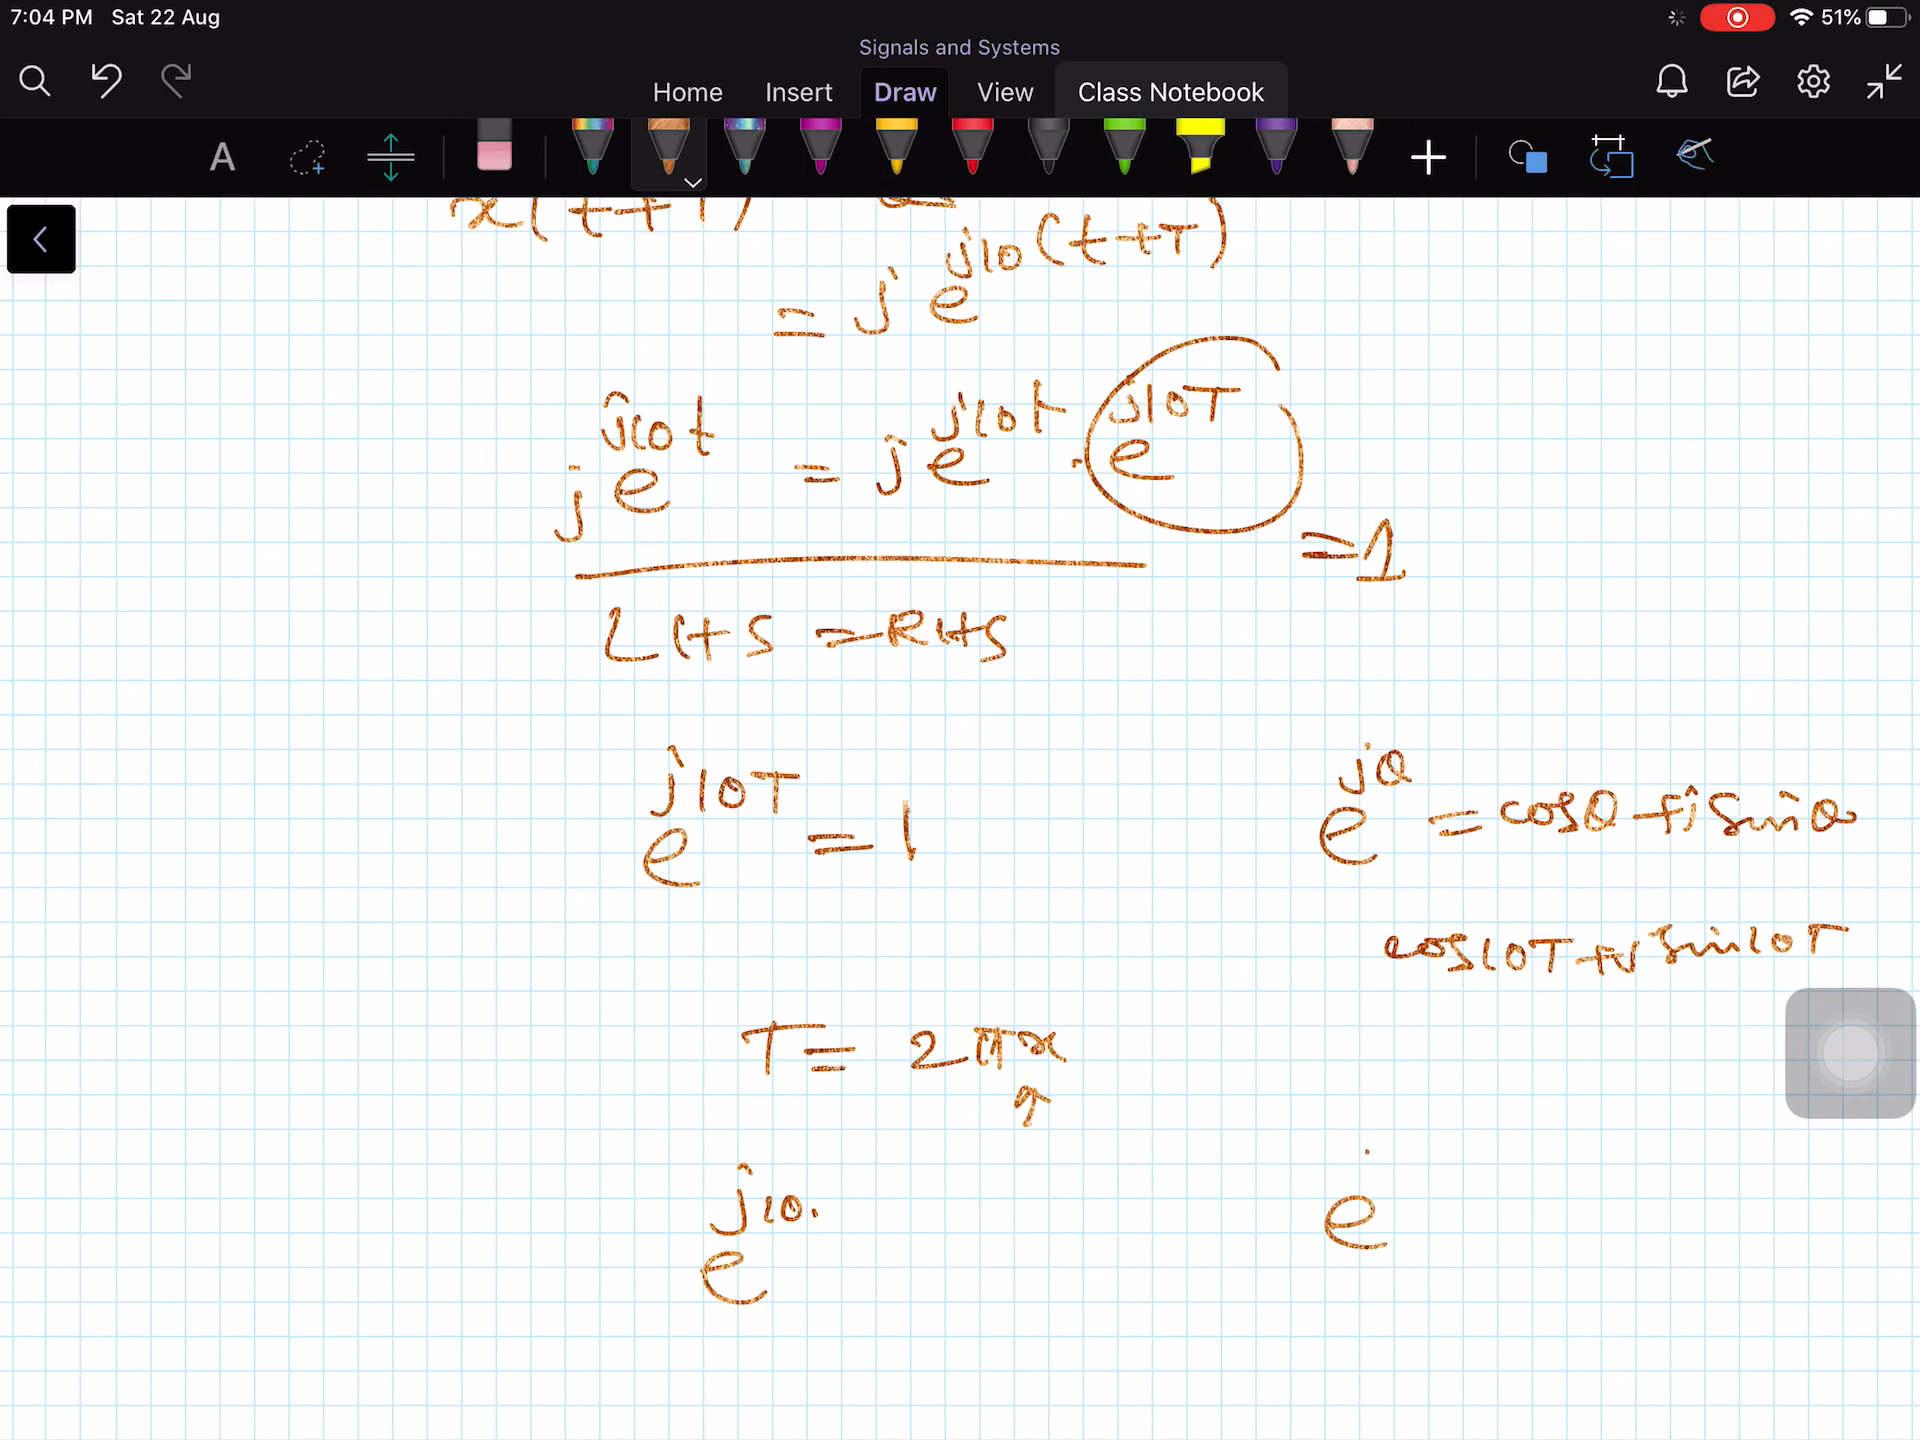 7:04 PM Sat 22 Aug 51%
Signals and Systems
Home Insert Draw View Class Notebook
A
x(t+T)
= j e^{j10(t+T)}
j e^{j10t} = j e^{j10t} . e^{j10T} = 1
LHS = RHS
e^{j10T} = 1
e^{jθ} = cosθ + j sinθ
cos10T + j sin10T
T = 2πx
e^{j10.}
e